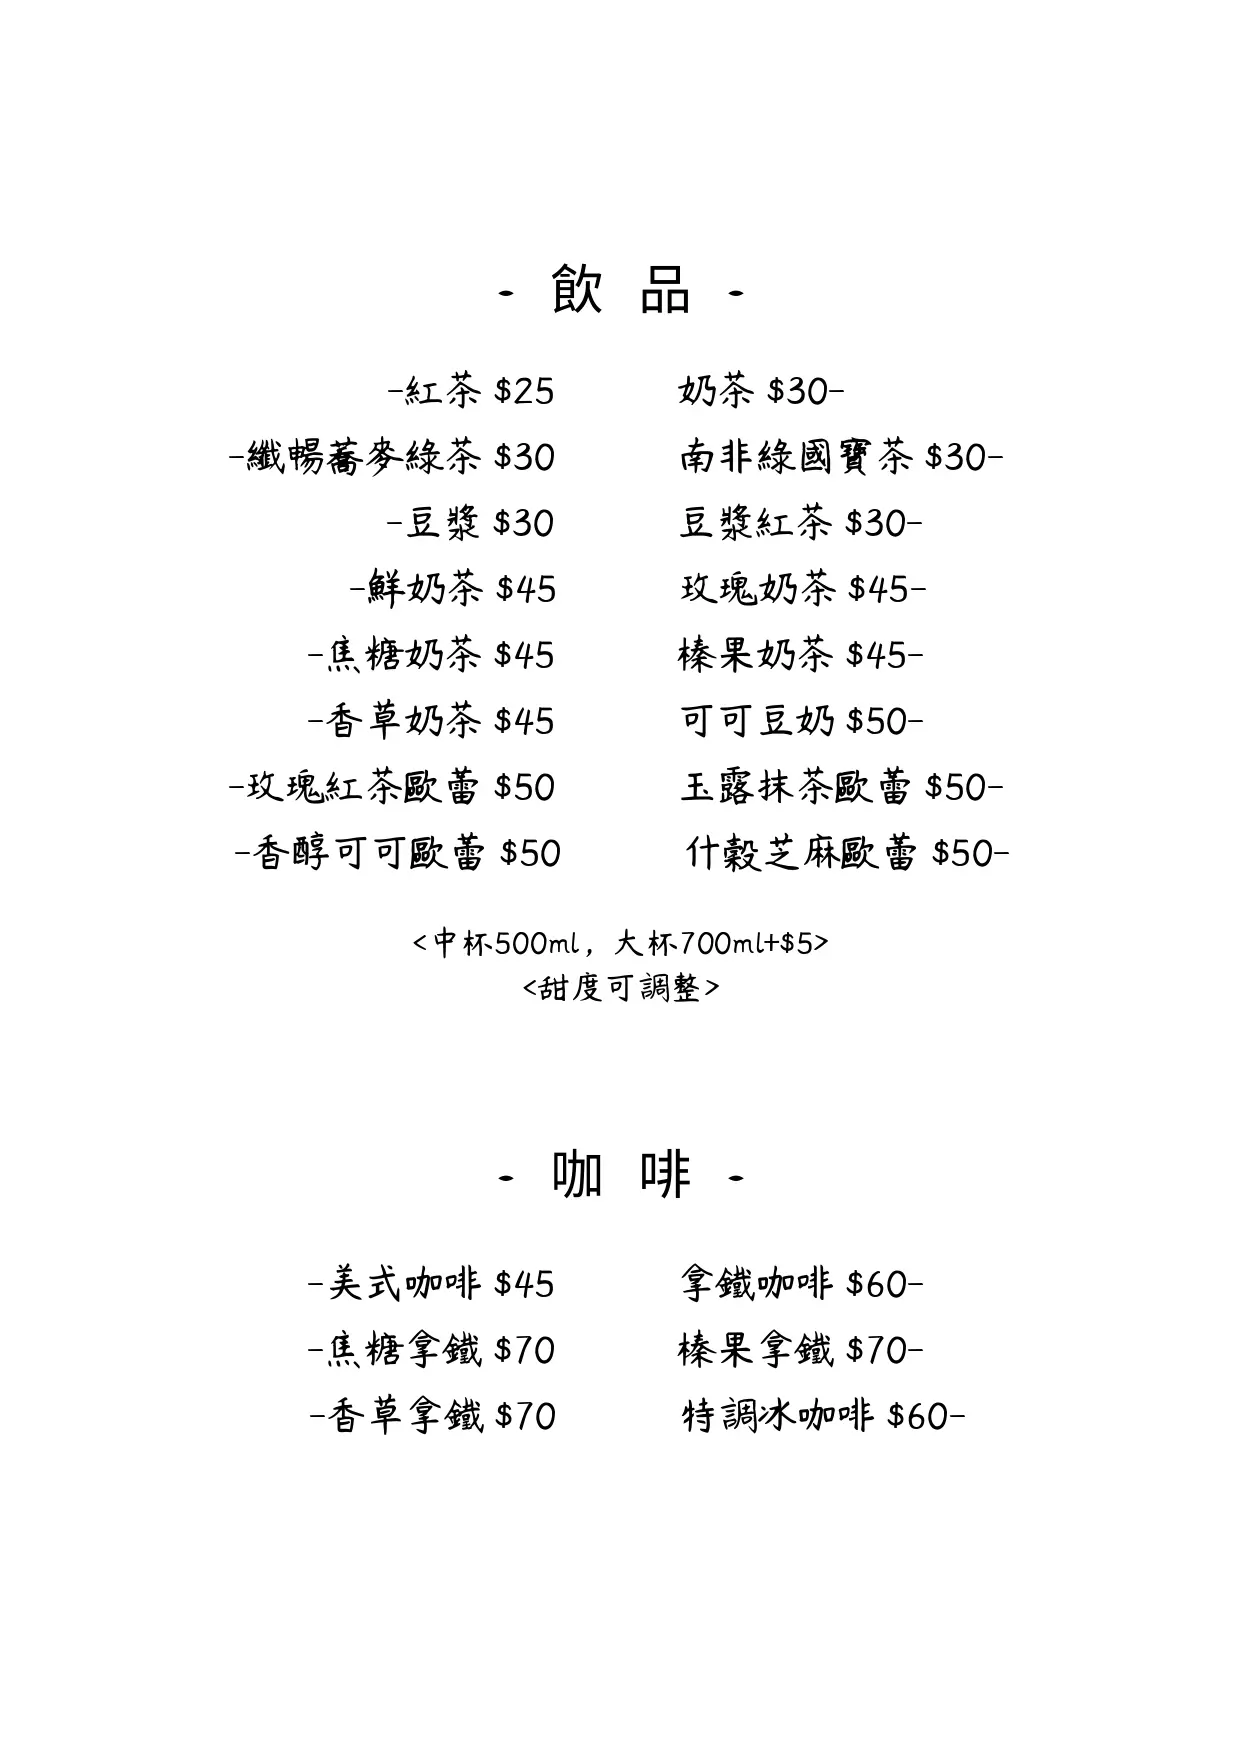 - 飲 品 -
-紅茶 $25 奶茶 $30-
-纖暢蕎麥綠茶 $30 南非綠國寶茶 $30-
-豆漿 $30 豆漿紅茶 $30-
-鮮奶茶 $45 玫瑰奶茶 $45-
-焦糖奶茶 $45 榛果奶茶 $45-
-香草奶茶 $45 可可豆奶 $50-
-玫瑰紅茶歐蕾 $50 玉露抹茶歐蕾 $50-
-香醇可可歐蕾 $50 什穀芝麻歐蕾 $50-
<中杯500ml，大杯700ml+$5>
<甜度可調整>
- 咖 啡 -
-美式咖啡 $45 拿鐵咖啡 $60-
-焦糖拿鐵 $70 榛果拿鐵 $70-
-香草拿鐵 $70 特調冰咖啡 $60-